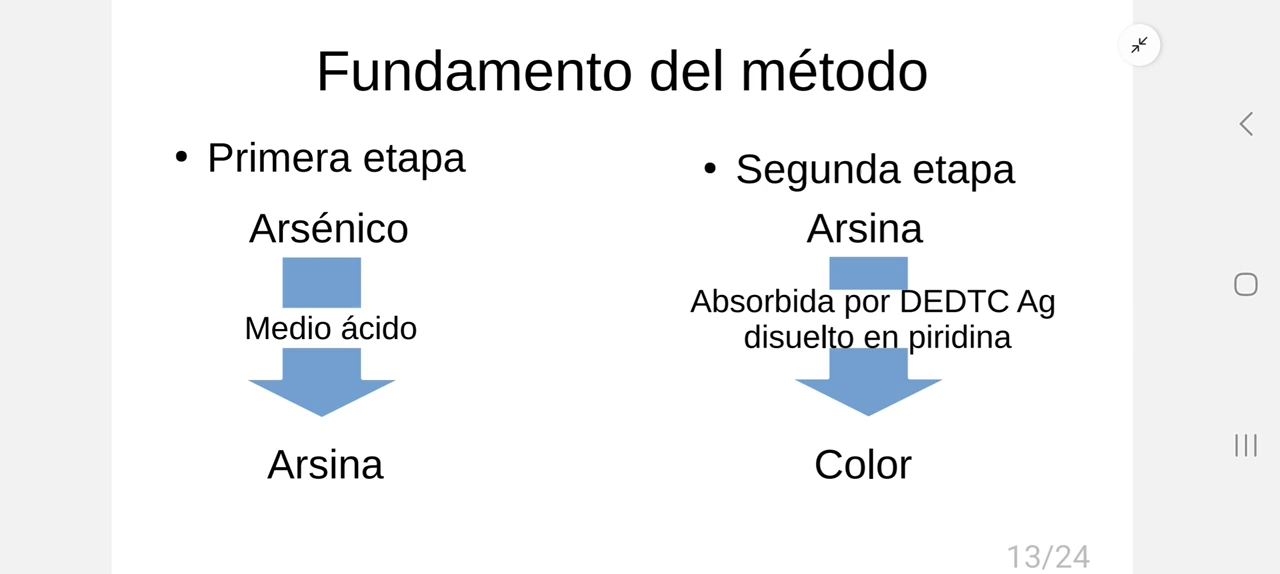 Fundamento del método
• Primera etapa
Arsénico
Medio ácido
Arsina
• Segunda etapa
Arsina
Absorbida por DEDTC Ag
disuelto en piridina
Color
13/24